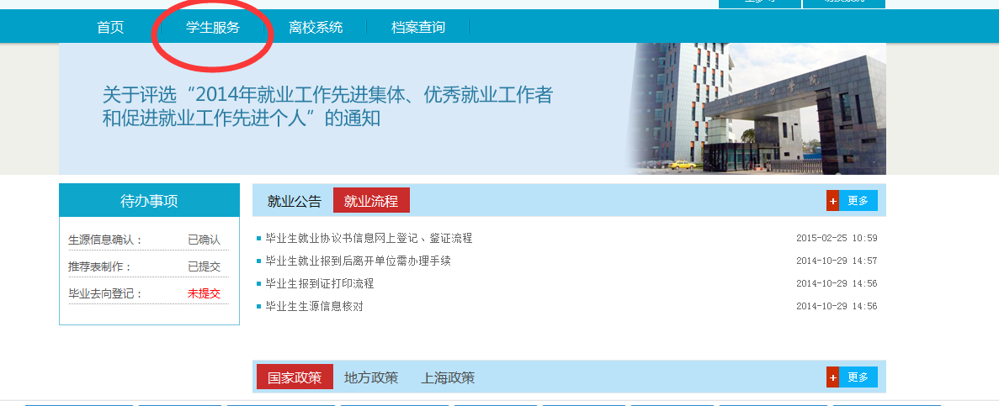 首页 学生服务 离校系统 档案查询
关于评选“2014年就业工作先进集体、优秀就业工作者
和促进就业工作先进个人”的通知
待办事项
生源信息确认： 已确认
推荐表制作： 已提交
毕业去向登记： 未提交
就业公告 就业流程 + 更多
毕业生就业协议书信息网上登记、鉴证流程 2015-02-25 10:59
毕业生就业报到后离开单位需办理手续 2014-10-29 14:57
毕业生报到证打印流程 2014-10-29 14:56
毕业生生源信息核对 2014-10-29 14:56
国家政策 地方政策 上海政策 + 更多